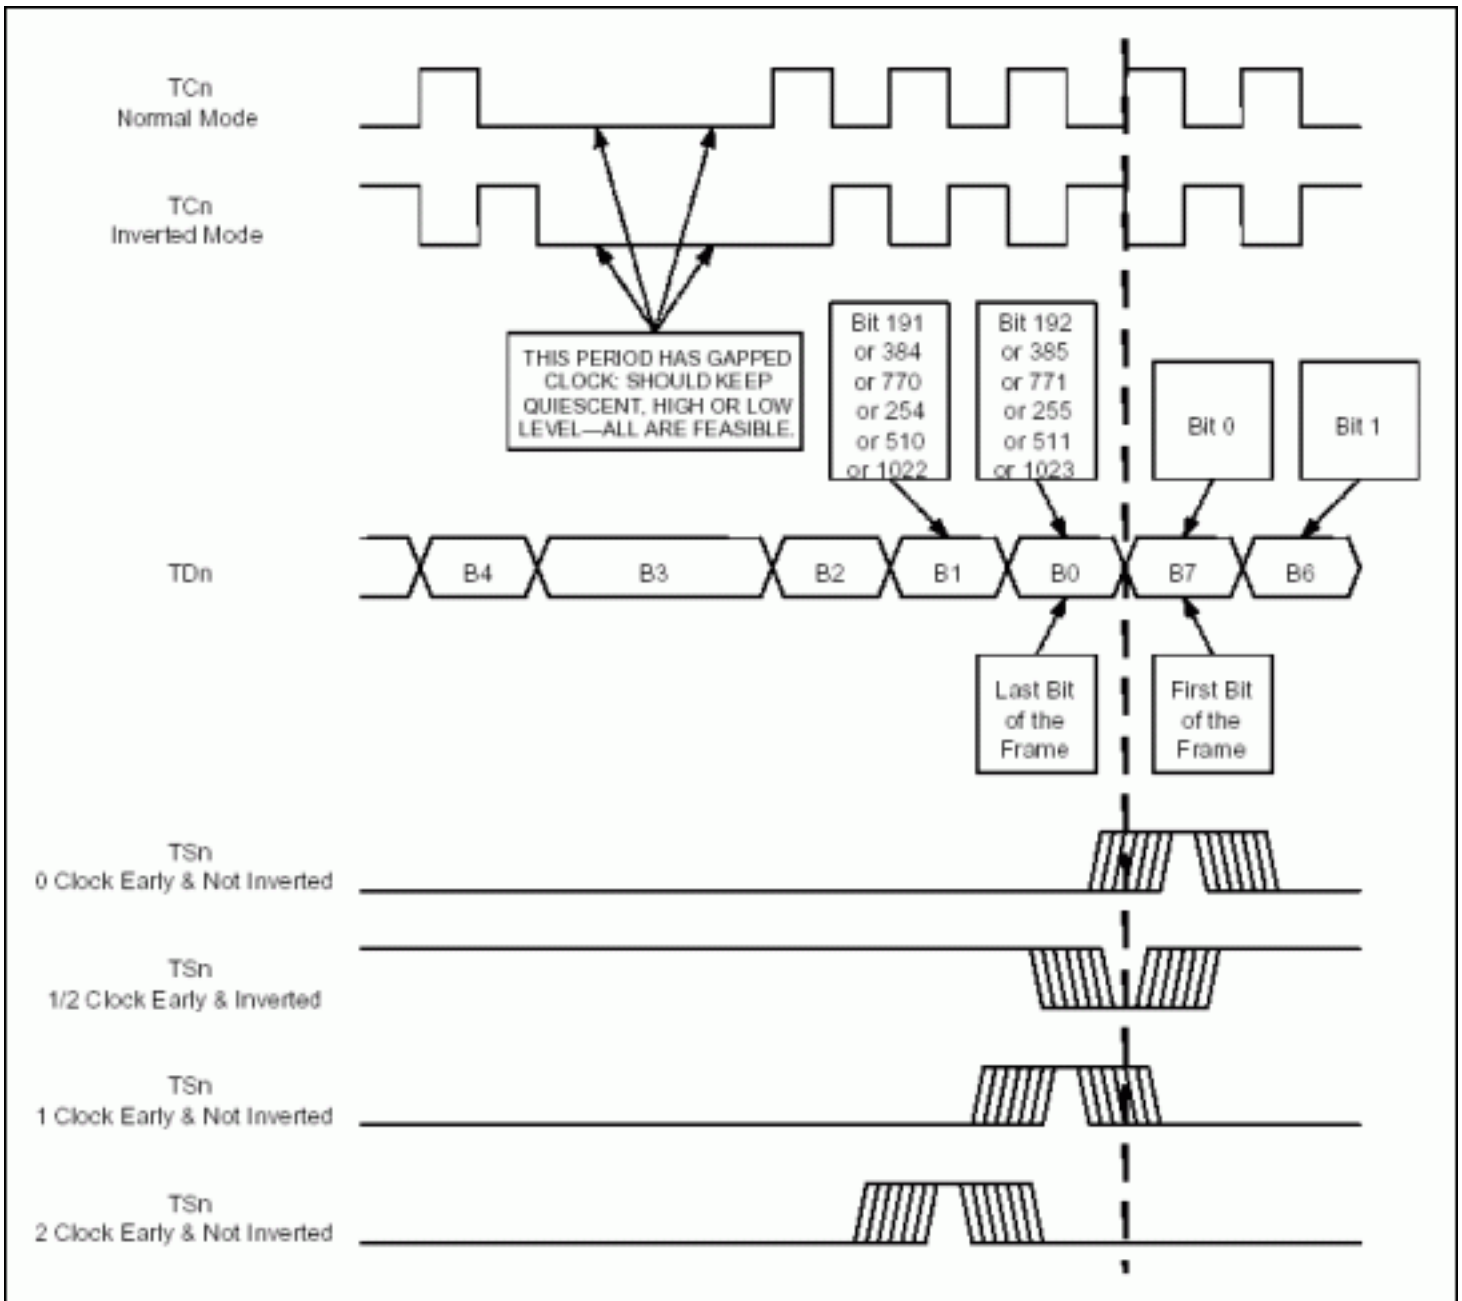 TCn
Normal Mode
TCn
Inverted Mode
THIS PERIOD HAS GAPPED
CLOCK: SHOULD KEEP
QUIESCENT, HIGH OR LOW
LEVEL—ALL ARE FEASIBLE.
Bit 191
or 384
or 770
or 254
or 510
or 1022
Bit 192
or 385
or 771
or 255
or 511
or 1023
Bit 0
Bit 1
TDn
B4
B3
B2
B1
B0
B7
B6
Last Bit
of the
Frame
First Bit
of the
Frame
TSn
0 Clock Early & Not Inverted
TSn
1/2 Clock Early & Inverted
TSn
1 Clock Early & Not Inverted
TSn
2 Clock Early & Not Inverted